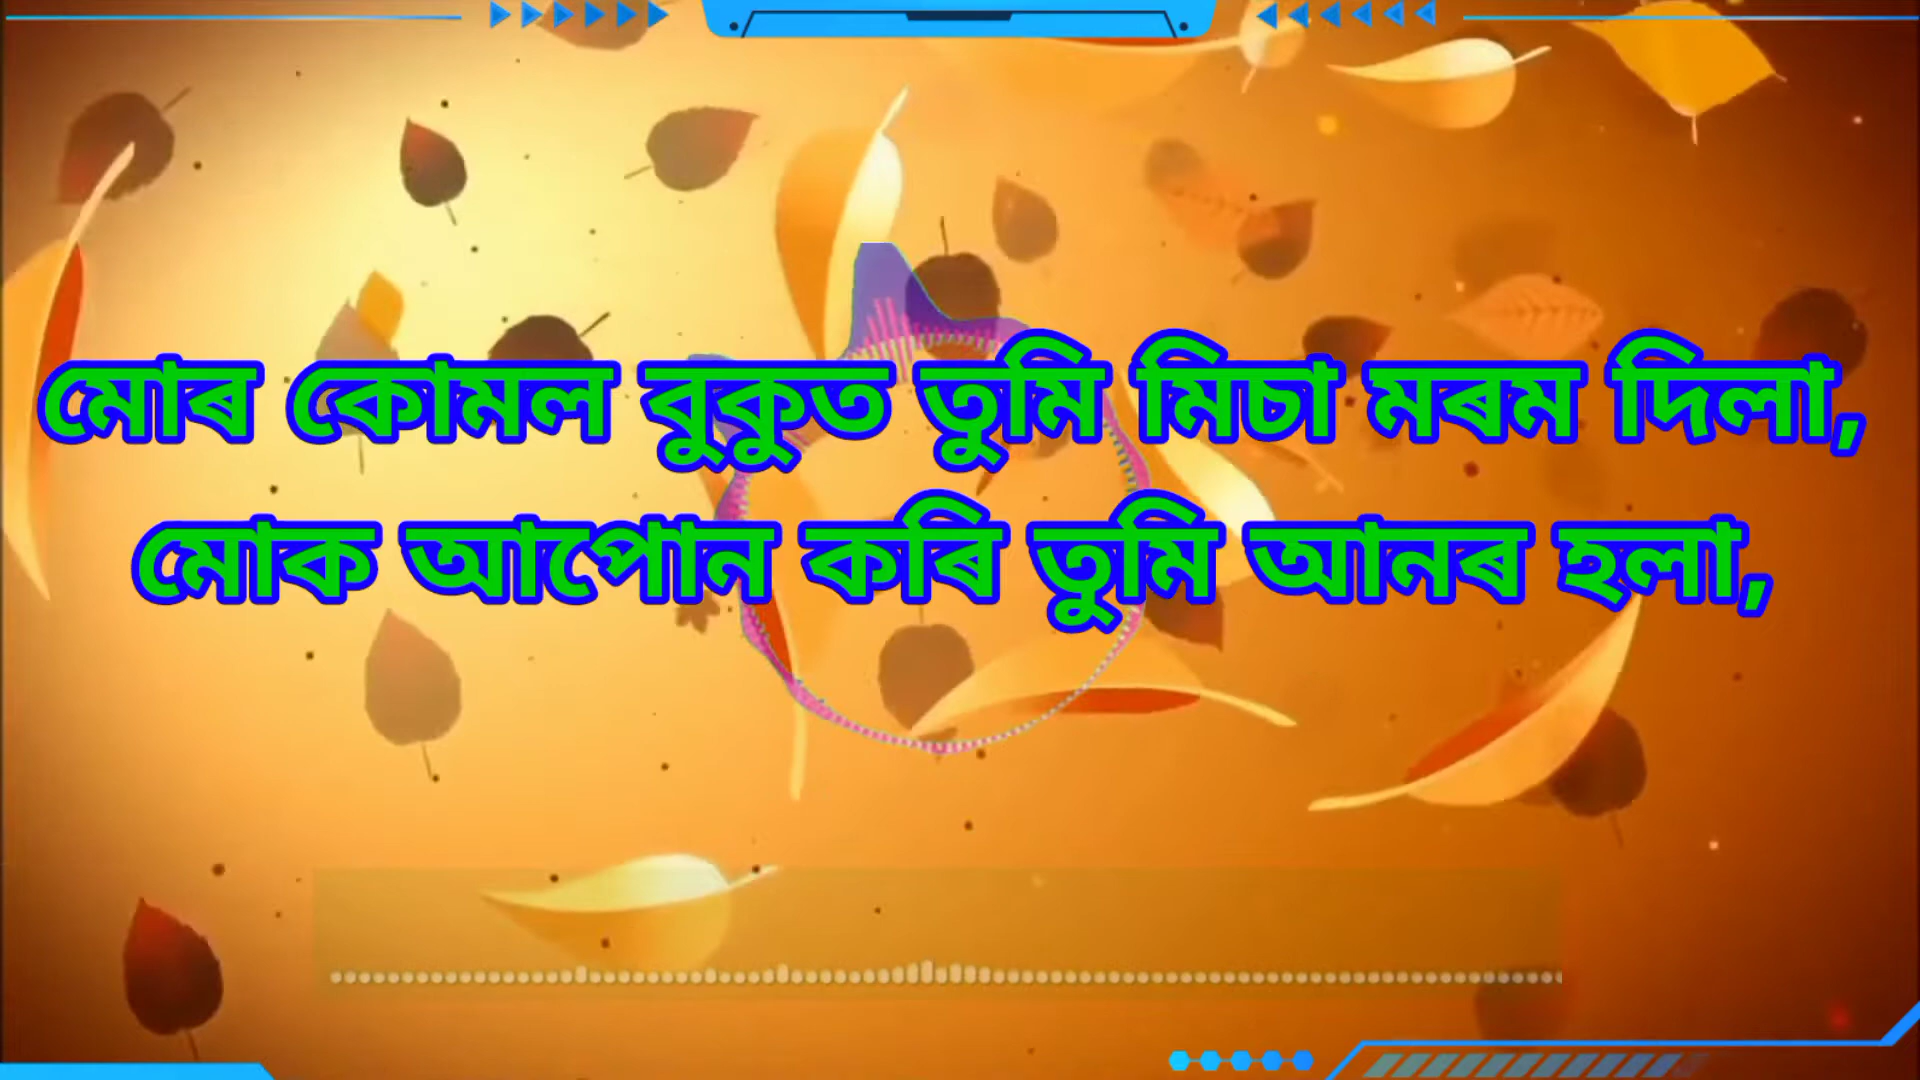 মোৰ কোমল বুকুত তুমি মিচা মৰম দিলা,
মোক আপোন কৰি তুমি আনৰ হলা,